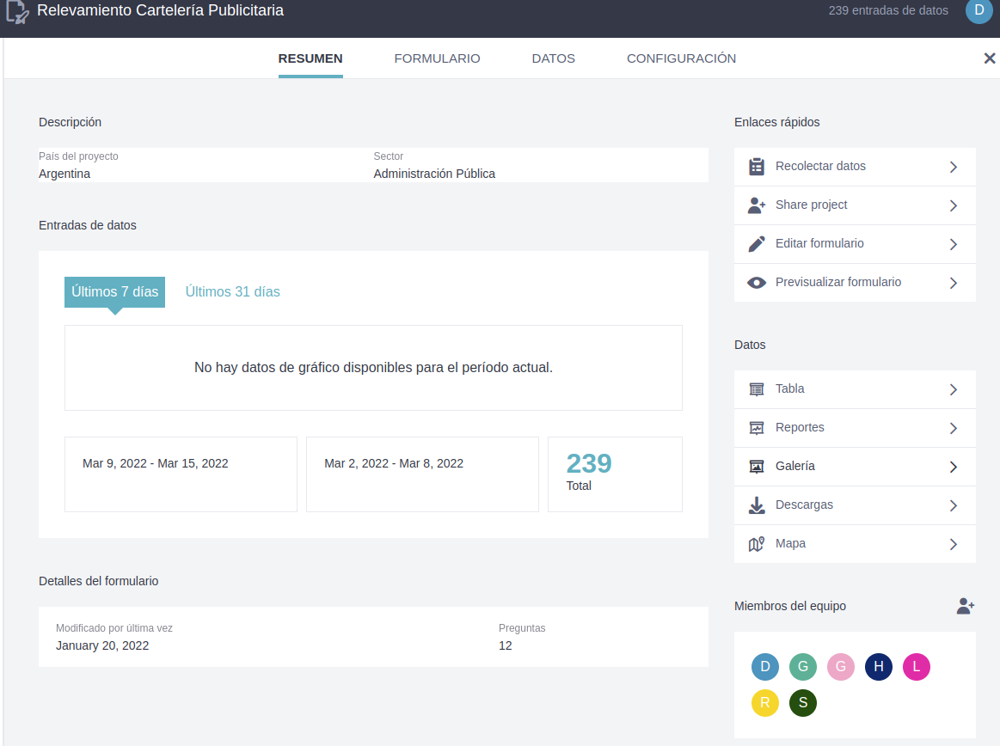 Relevamiento Cartelería Publicitaria
239 entradas de datos
D
RESUMEN
FORMULARIO
DATOS
CONFIGURACIÓN
Descripción
País del proyecto
Argentina
Sector
Administración Pública
Entradas de datos
Últimos 7 días
Últimos 31 días
No hay datos de gráfico disponibles para el período actual.
Mar 9, 2022 - Mar 15, 2022
Mar 2, 2022 - Mar 8, 2022
239
Total
Detalles del formulario
Modificado por última vez
January 20, 2022
Preguntas
12
Enlaces rápidos
Recolectar datos
Share project
Editar formulario
Previsualizar formulario
Datos
Tabla
Reportes
Galería
Descargas
Mapa
Miembros del equipo
D G G H L
R S